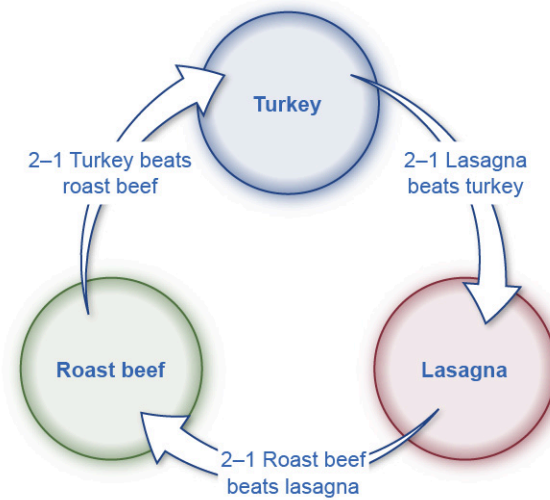 Turkey
2–1 Turkey beats
roast beef
2–1 Lasagna
beats turkey
Roast beef
Lasagna
2–1 Roast beef
beats lasagna